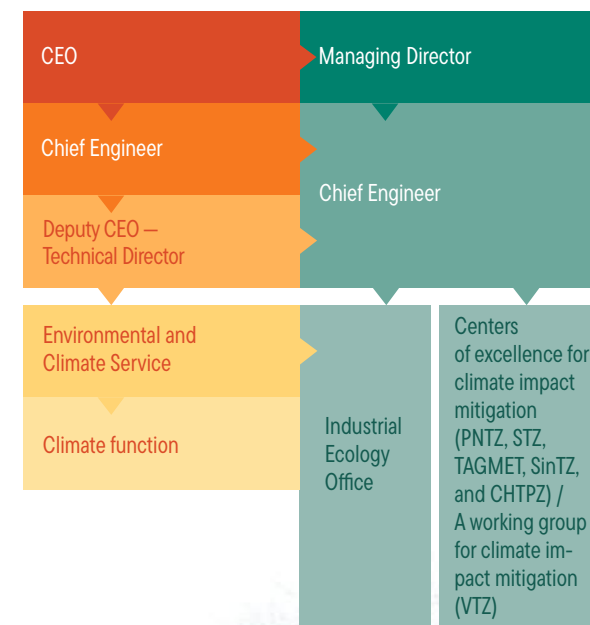 CEO
Managing Director
Chief Engineer
Chief Engineer
Deputy CEO —
Technical Director
Environmental and
Climate Service
Climate function
Industrial
Ecology
Office
Centers
of excellence for
climate impact
mitigation
(PNTZ, STZ,
TAGMET, SinTZ,
and CHTPZ) /
A working group
for climate im-
pact mitigation
(VTZ)